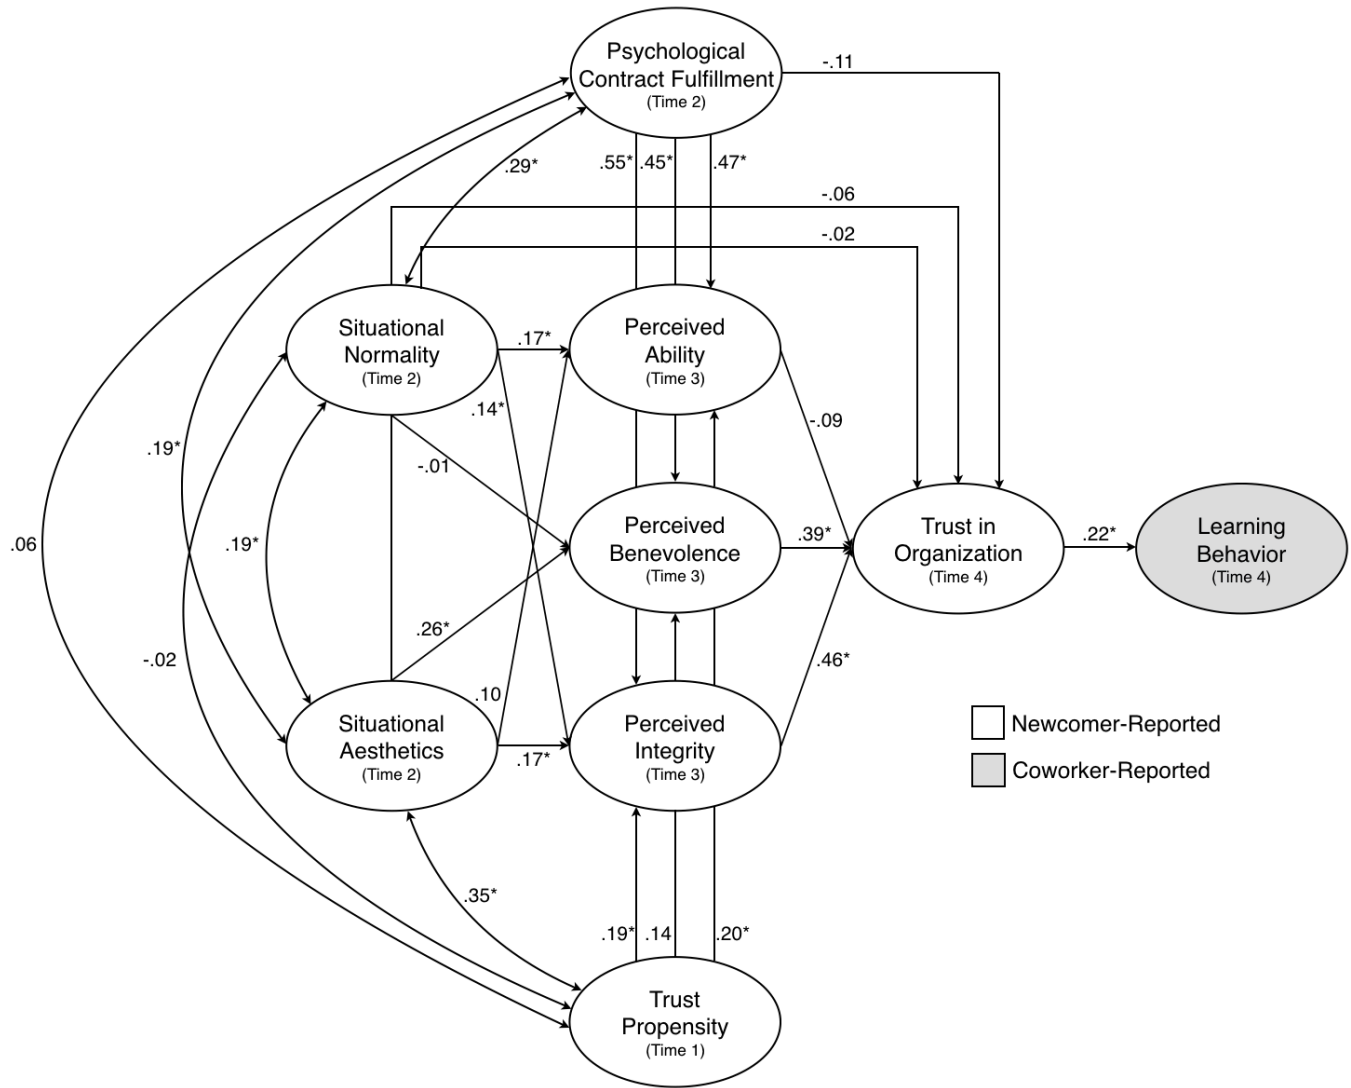 Psychological
Contract Fulfillment
(Time 2)
-.11
.29*
.55*
.45*
.47*
-.06
-.02
Situational
Normality
(Time 2)
.17*
Perceived
Ability
(Time 3)
.14*
-.09
.19*
-.01
.06
.19*
Perceived
Benevolence
(Time 3)
.39*
Trust in
Organization
(Time 4)
.22*
Learning
Behavior
(Time 4)
.26*
-.02
.46*
.10
Situational
Aesthetics
(Time 2)
.17*
Perceived
Integrity
(Time 3)
Newcomer-Reported
Coworker-Reported
.35*
.19*
.14
.20*
Trust
Propensity
(Time 1)